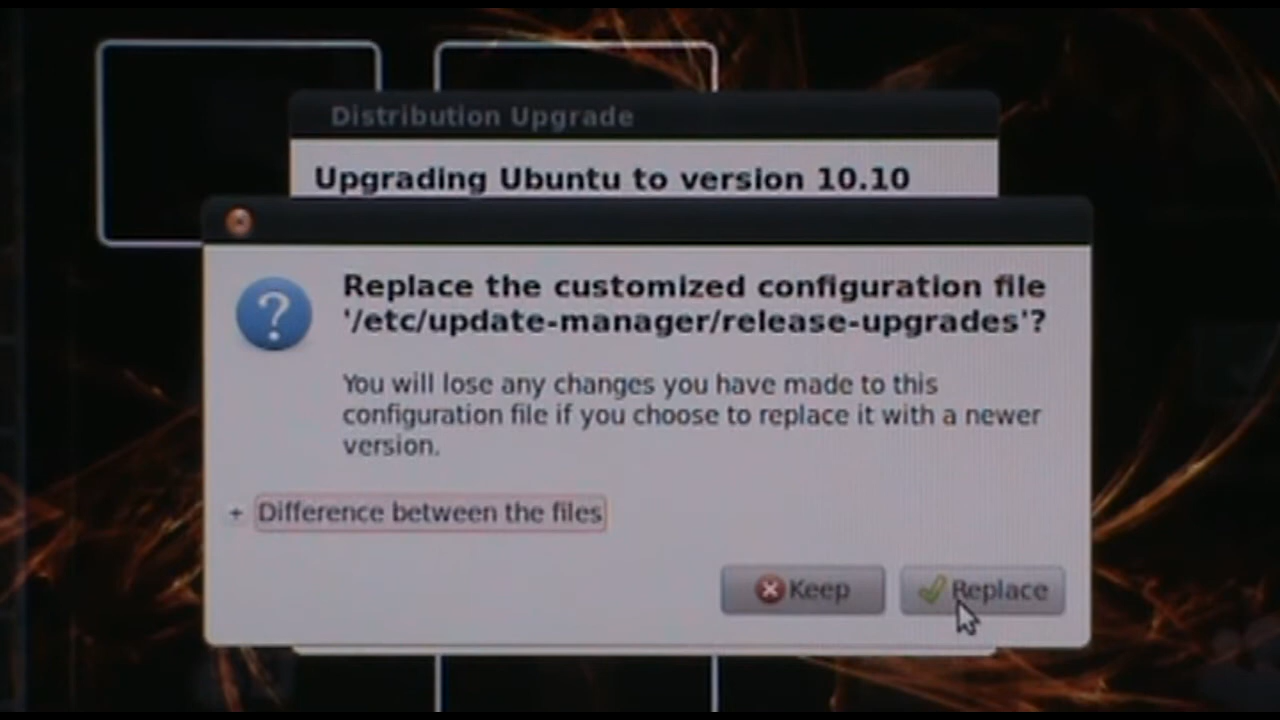 Distribution Upgrade
Upgrading Ubuntu to version 10.10
Replace the customized configuration file
'/etc/update-manager/release-upgrades'?
You will lose any changes you have made to this
configuration file if you choose to replace it with a newer
version.
+ Difference between the files
Keep
Replace